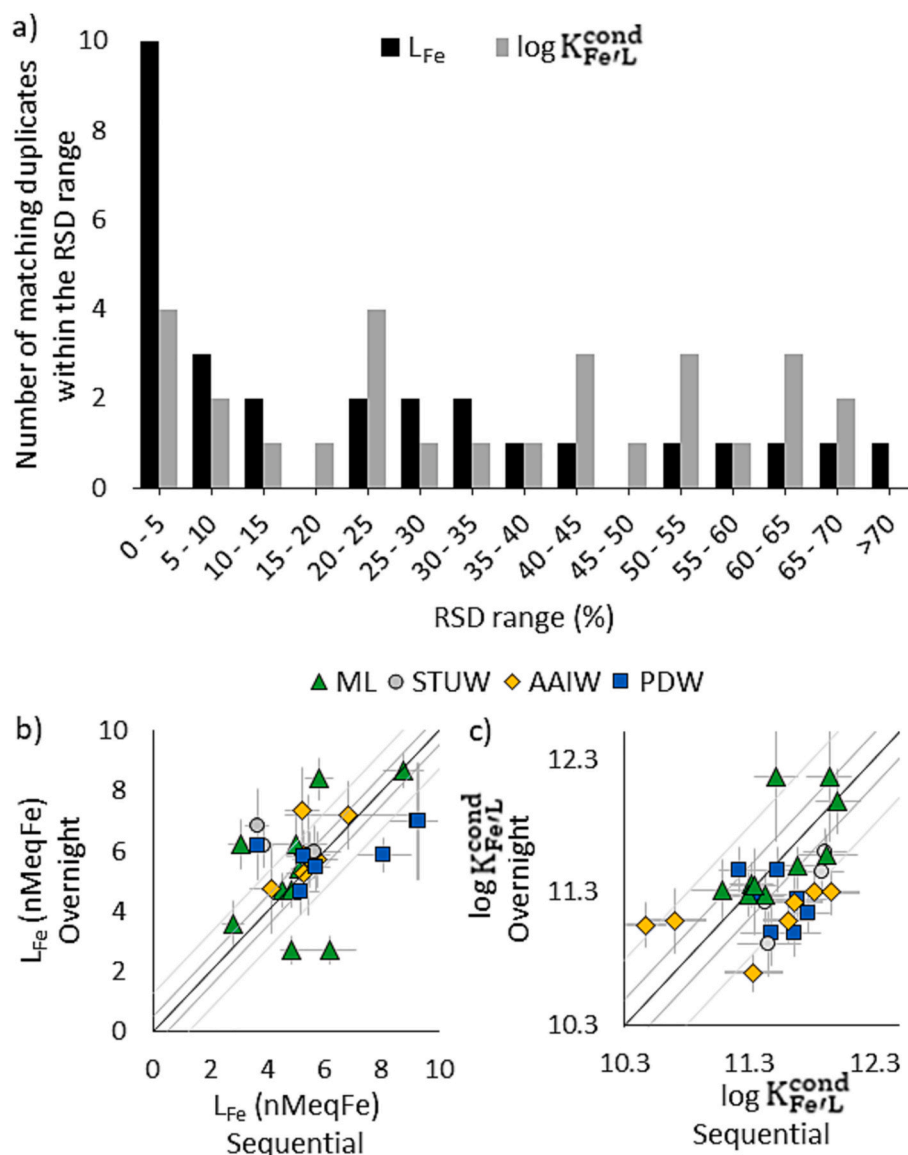 a)
L_Fe log K^cond_Fe'L
Number of matching duplicates
within the RSD range
10
8
6
4
2
0
0 - 5
5 - 10
10 - 15
15 - 20
20 - 25
25 - 30
30 - 35
35 - 40
40 - 45
45 - 50
50 - 55
55 - 60
60 - 65
65 - 70
>70
RSD range (%)
ML STUW AAIW PDW
b)
L_Fe (nMeqFe)
Overnight
10
8
6
4
2
0
0 2 4 6 8 10
L_Fe (nMeqFe)
Sequential
c)
log K^cond_Fe'L
Overnight
12.3
11.3
10.3
10.3 11.3 12.3
log K^cond_Fe'L
Sequential